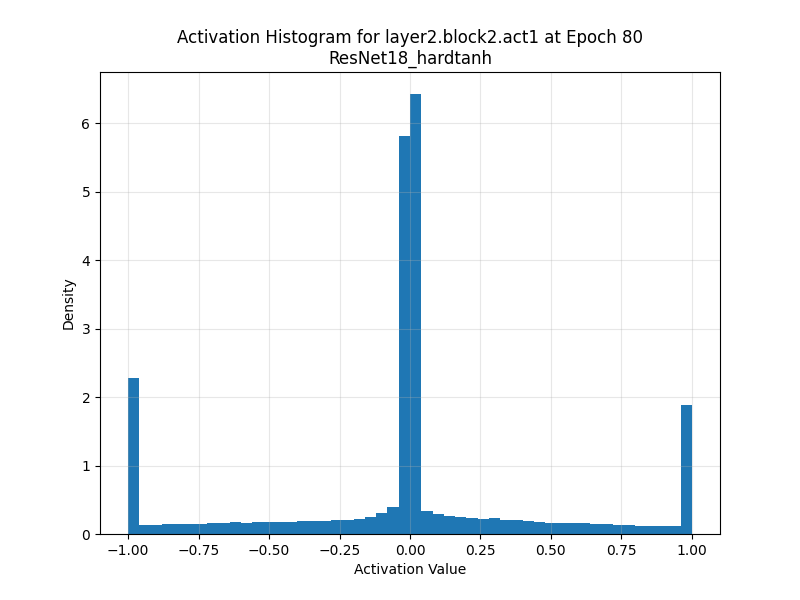 Activation Histogram for layer2.block2.act1 at Epoch 80
ResNet18_hardtanh
Density
6
5
4
3
2
1
0
−1.00 −0.75 −0.50 −0.25 0.00 0.25 0.50 0.75 1.00
Activation Value